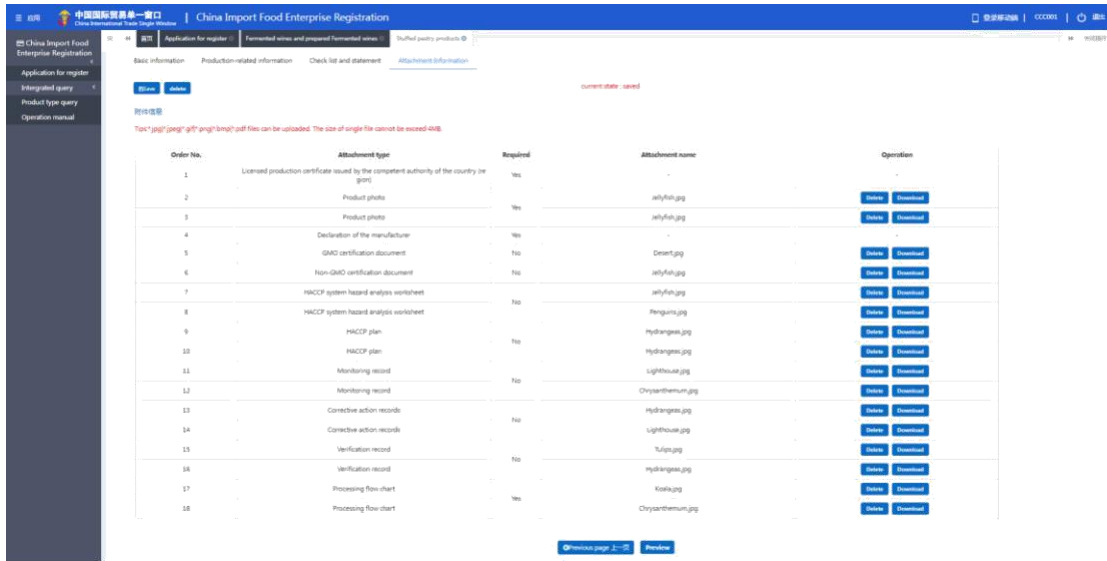 应用 中国国际贸易单一窗口 China Import Food Enterprise Registration CCC001 退出
China International Trade Single Window
China Import Food Enterprise Registration
Application for register
Intergrated query
Product type query
Operation manual
首页 Application for register Fermented wines and prepared Fermented wines Stuffed pastry products
Basic information Production-related information Check list and statement Attachment Information
Save delete current state : saved
附件信息
Tips:*.jpg|*.jpeg|*.gif|*.png|*.bmp|*.pdf files can be uploaded. The size of single file cannot be exceed 4MB.
Order No. Attachment type Required Attachment name Operation
1 Licensed production certificate issued by the competent authority of the country (region) Yes - -
2 Product photo Yes Jellyfish.jpg Delete Download
3 Product photo Jellyfish.jpg Delete Download
4 Declaration of the manufacturer Yes - -
5 GMO certification document No Desert.jpg Delete Download
6 Non-GMO certification document No Jellyfish.jpg Delete Download
7 HACCP system hazard analysis worksheet No Jellyfish.jpg Delete Download
8 HACCP system hazard analysis worksheet Penguins.jpg Delete Download
9 HACCP plan No Hydrangeas.jpg Delete Download
10 HACCP plan Hydrangeas.jpg Delete Download
11 Monitoring record No Lighthouse.jpg Delete Download
12 Monitoring record Chrysanthemum.jpg Delete Download
13 Corrective action records No Hydrangeas.jpg Delete Download
14 Corrective action records Lighthouse.jpg Delete Download
15 Verification record No Tulips.jpg Delete Download
16 Verification record Hydrangeas.jpg Delete Download
17 Processing flow chart Yes Koala.jpg Delete Download
18 Processing flow chart Chrysanthemum.jpg Delete Download
Previous page 上一页 Preview